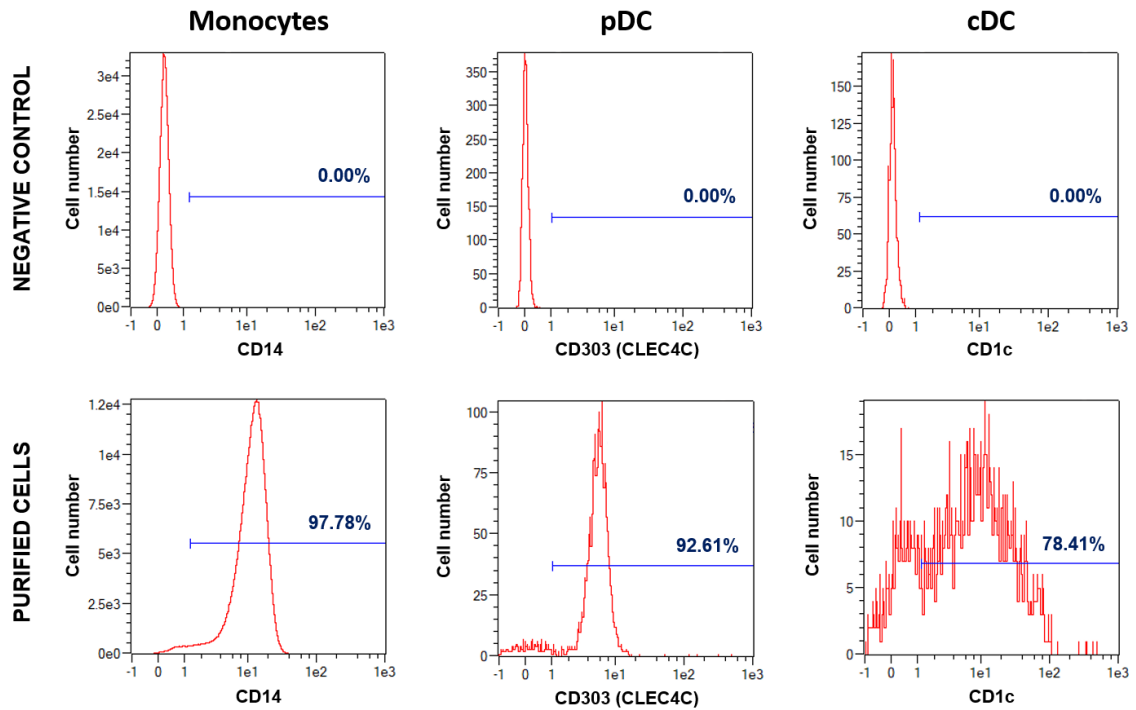 Monocytes
pDC
cDC
NEGATIVE CONTROL
Cell number
3e4
2.5e4
2e4
1.5e4
1e4
5e3
0e0
0.00%
-1 0 1 1e1 1e2 1e3
CD14
Cell number
350
300
250
200
150
100
50
0
0.00%
-1 0 1 1e1 1e2 1e3
CD303 (CLEC4C)
Cell number
150
125
100
75
50
25
0
0.00%
-1 0 1 1e1 1e2 1e3
CD1c
PURIFIED CELLS
Cell number
1.2e4
1e4
7.5e3
5e3
2.5e3
0e0
97.78%
-1 0 1 1e1 1e2 1e3
CD14
Cell number
100
75
50
25
0
92.61%
-1 0 1 1e1 1e2 1e3
CD303 (CLEC4C)
Cell number
15
10
5
0
78.41%
-1 0 1 1e1 1e2 1e3
CD1c